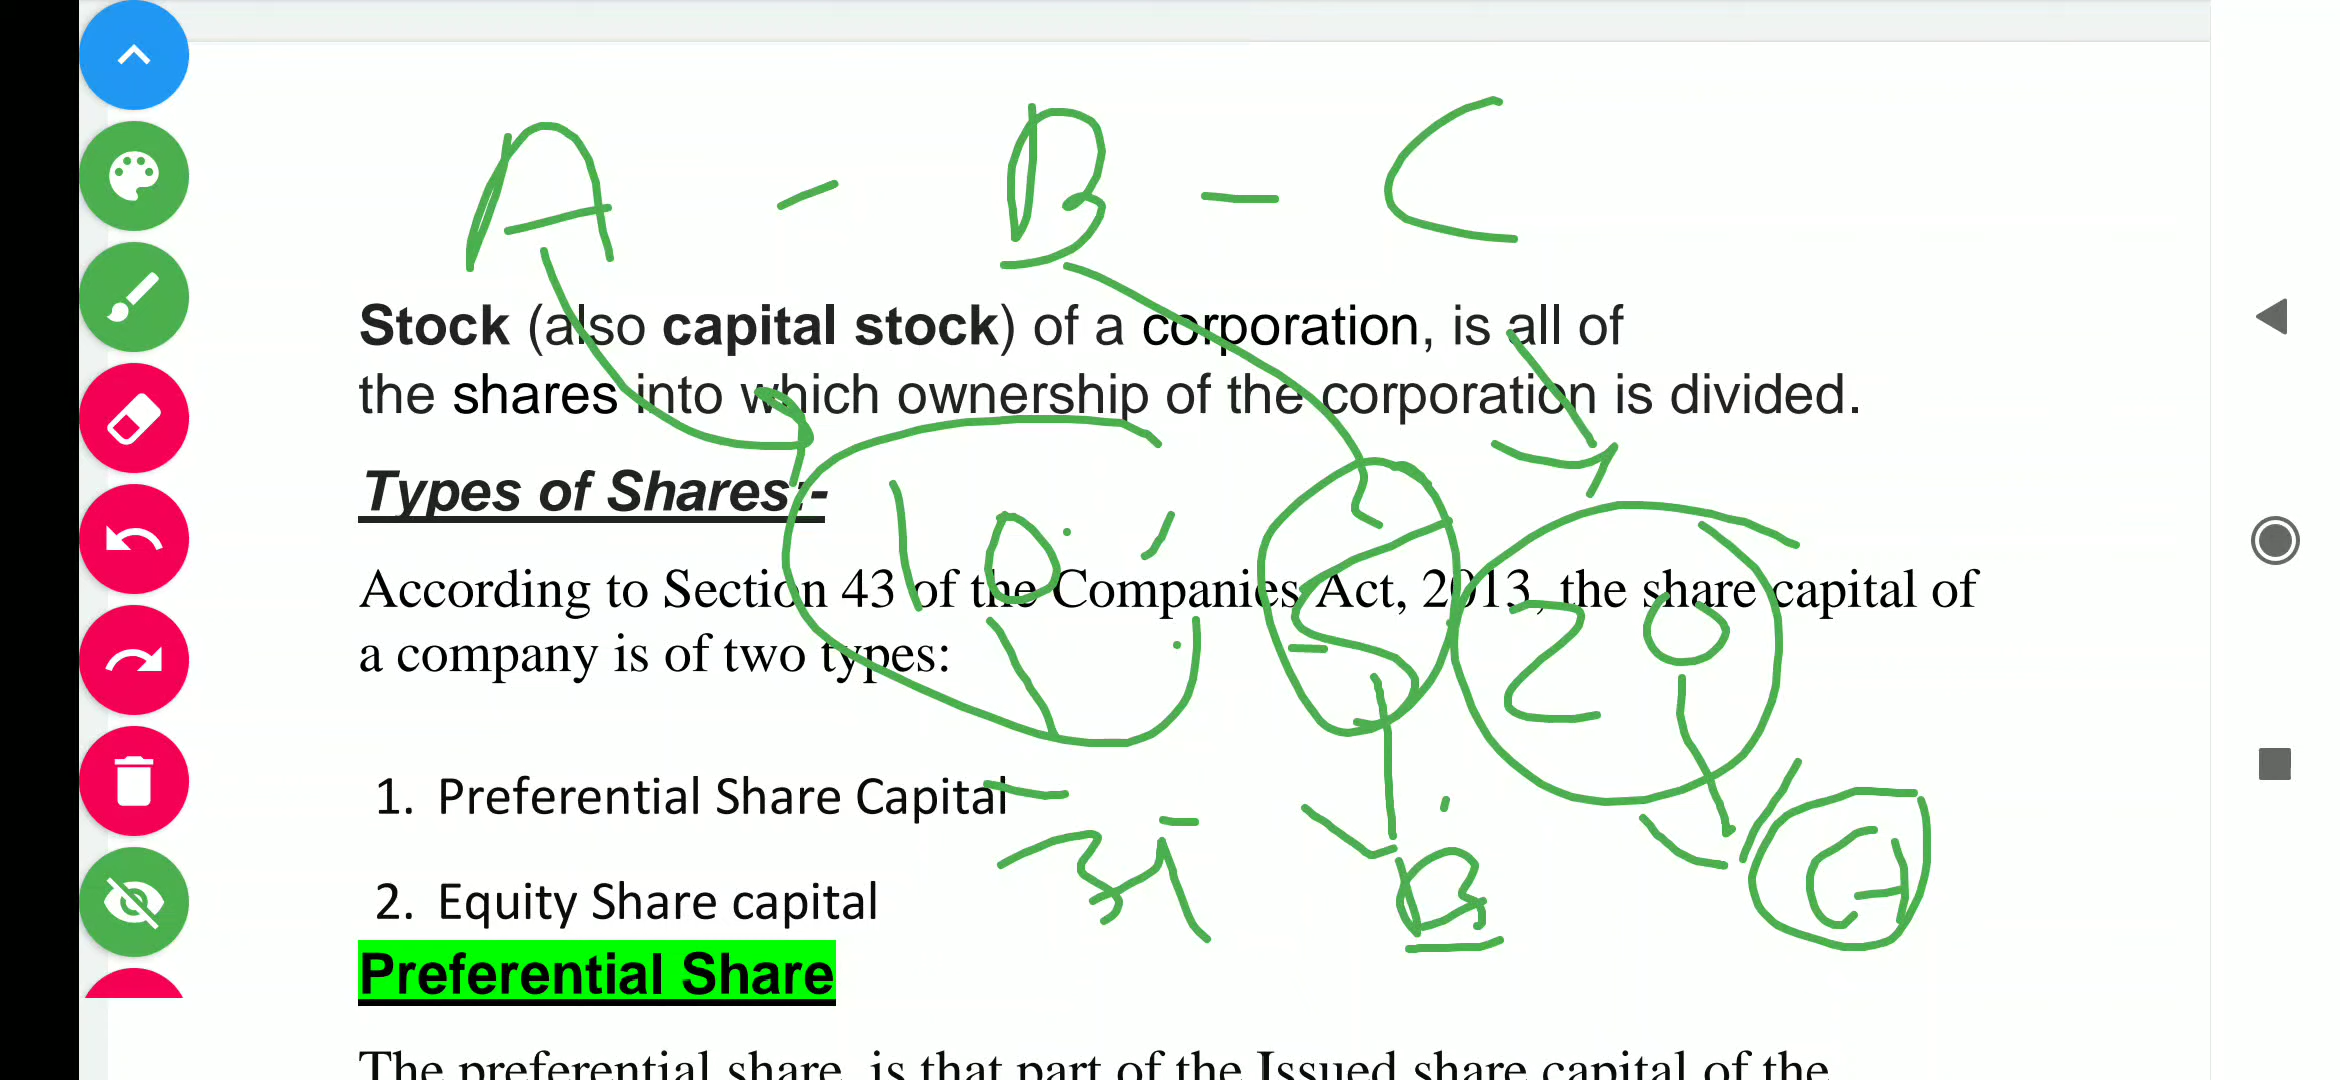 A - B - C
Stock (also capital stock) of a corporation, is all of
the shares into which ownership of the corporation is divided.
Types of Shares:-
10 5 20
According to Section 43 of the Companies Act, 2013, the share capital of
a company is of two types:
1. Preferential Share Capital
2. Equity Share capital
B
Preferential Share
The preferential share is that part of the Issued share capital of the